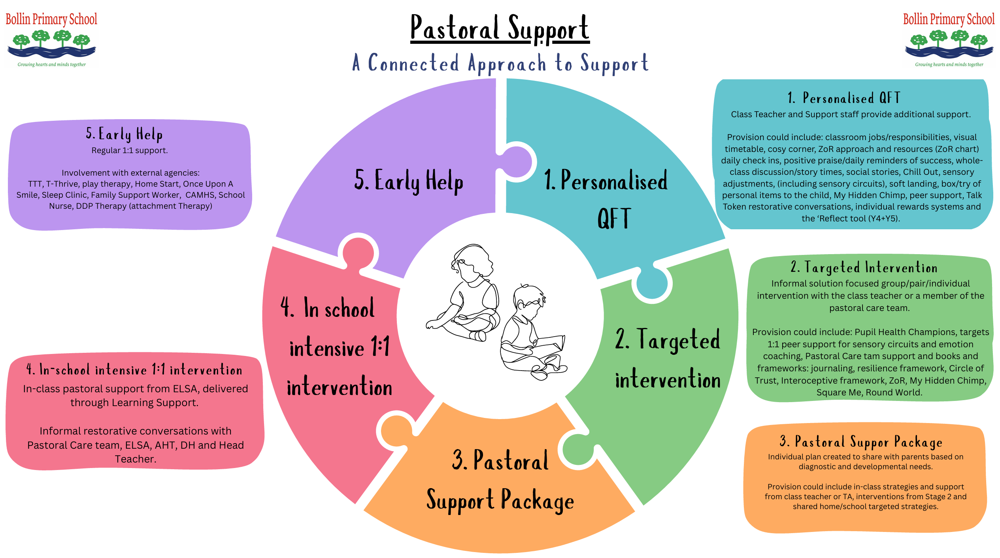 Bollin Primary School
Growing hearts and minds together
Pastoral Support
A Connected Approach to Support
Bollin Primary School
Growing hearts and minds together
5. Early Help
1. Personalised
QFT
2. Targeted
intervention
3. Pastoral
Support Package
4. In school
intensive 1:1
intervention
1. Personalised QFT
Class Teacher and Support staff provide additional support.
Provision could include: classroom jobs/responsibilities, visual
timetable, cosy corner, ZoR approach and resources (ZoR chart)
daily check ins, positive praise/daily reminders of success, whole-
class discussion/story times, social stories, Chill Out, sensory
adjustments, (including sensory circuits), soft landing, box/try of
personal items to the child, My Hidden Chimp, peer support, Talk
Token restorative conversations, individual rewards systems and
the ‘Reflect tool (Y4+Y5).
2. Targeted Intervention
Informal solution focused group/pair/individual
intervention with the class teacher or a member of the
pastoral care team.
Provision could include: Pupil Health Champions, targets
1:1 peer support for sensory circuits and emotion
coaching, Pastoral Care tam support and books and
frameworks: journaling, resilience framework, Circle of
Trust, Interoceptive framework, ZoR, My Hidden Chimp,
Square Me, Round World.
3. Pastoral Suppor Package
Individual plan created to share with parents based on
diagnostic and developmental needs.
Provision could include in-class strategies and support
from class teacher or TA, interventions from Stage 2 and
shared home/school targeted strategies.
4. In-school intensive 1:1 intervention
In-class pastoral support from ELSA, delivered
through Learning Support.
Informal restorative conversations with
Pastoral Care team, ELSA, AHT, DH and Head
Teacher.
5. Early Help
Regular 1:1 support.
Involvement with external agencies:
TTT, T-Thrive, play therapy, Home Start, Once Upon A
Smile, Sleep Clinic, Family Support Worker, CAMHS, School
Nurse, DDP Therapy (attachment Therapy)